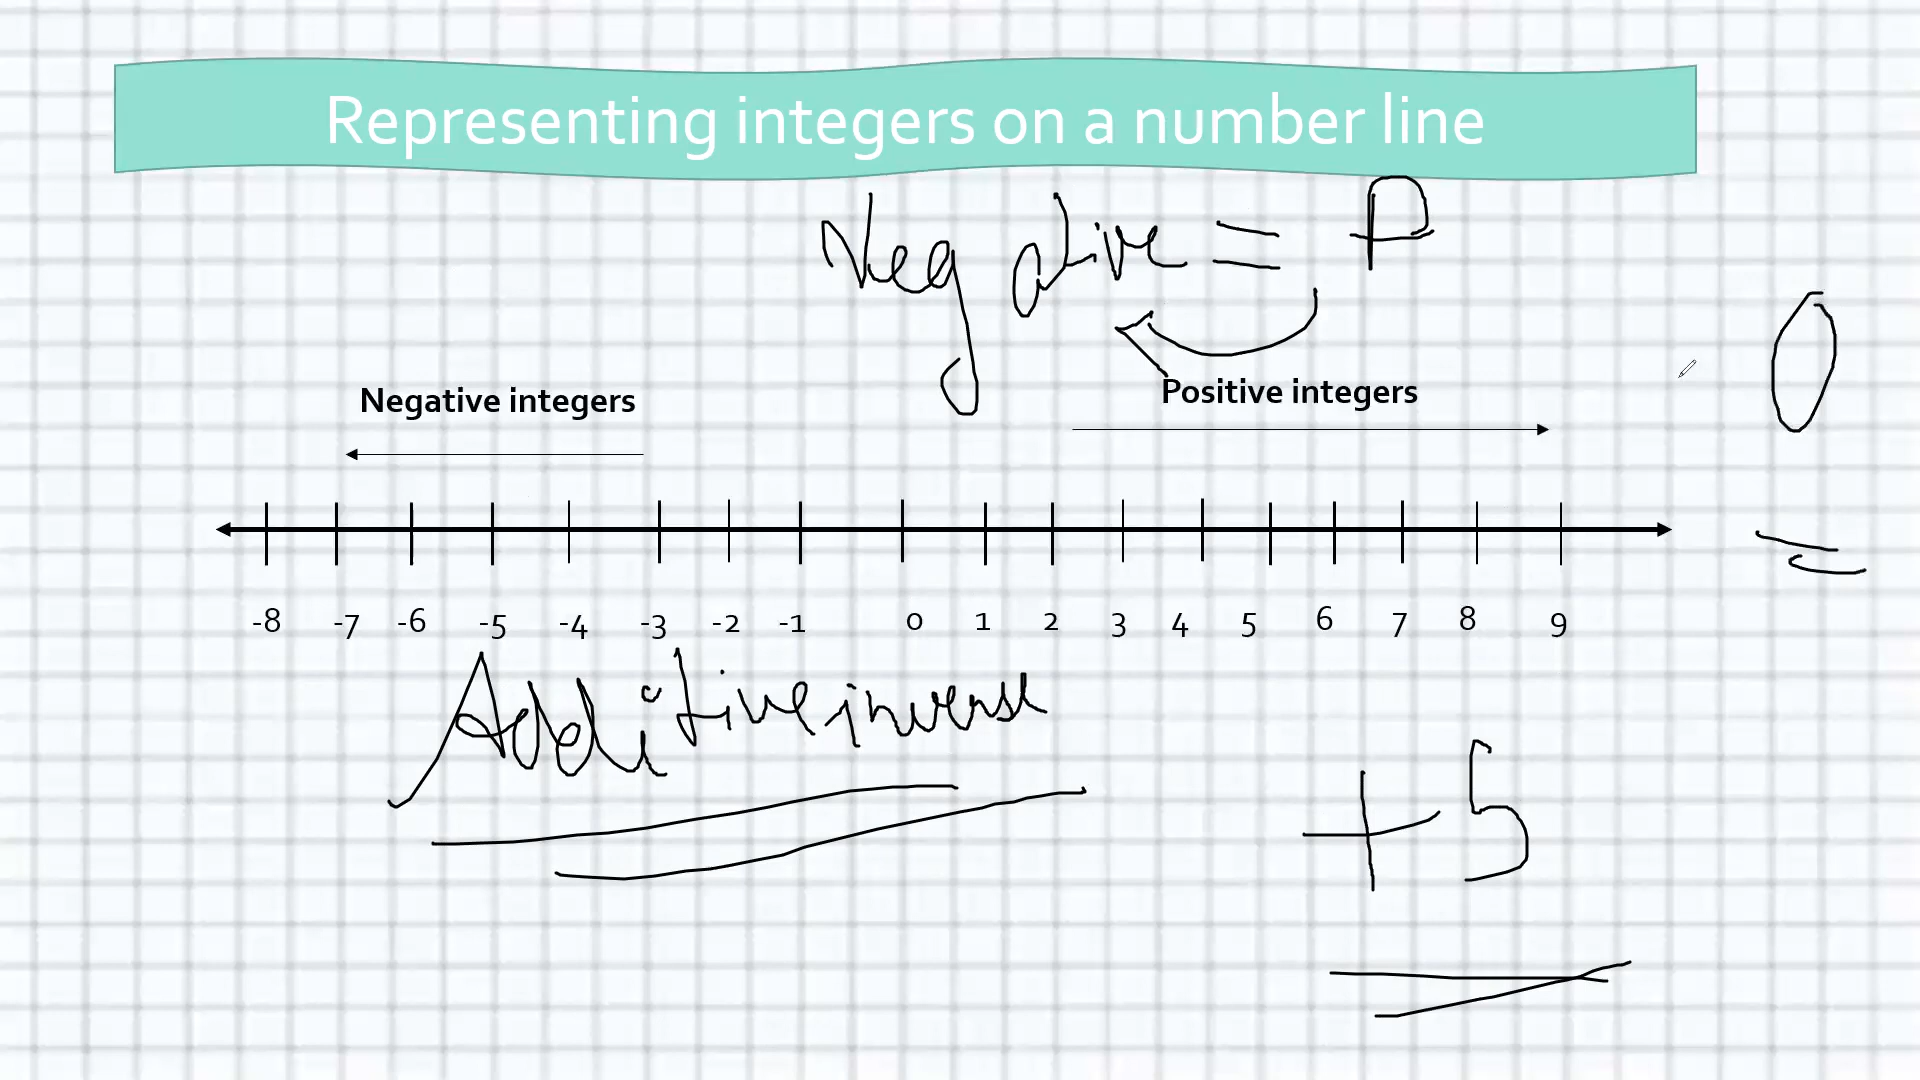 Representing integers on a number line
Negative = P
0
Negative integers
Positive integers
=
-8 -7 -6 -5 -4 -3 -2 -1 0 1 2 3 4 5 6 7 8 9
Additive inverse
+5